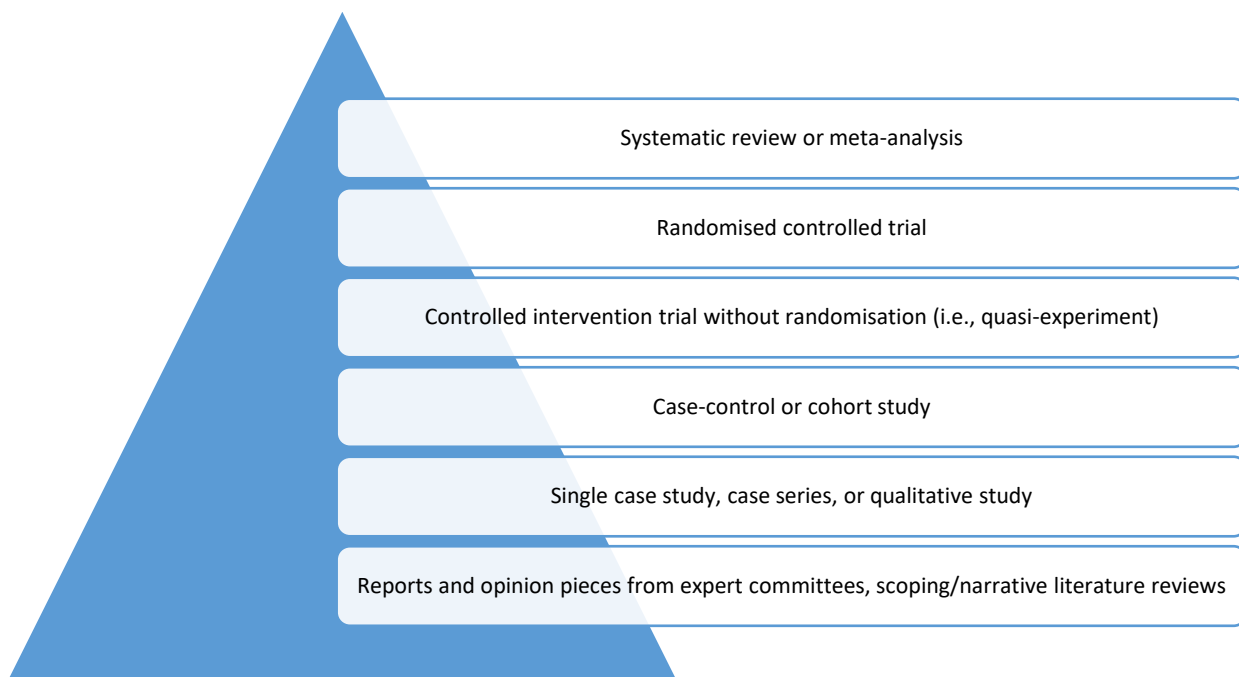 Systematic review or meta-analysis
Randomised controlled trial
Controlled intervention trial without randomisation (i.e., quasi-experiment)
Case-control or cohort study
Single case study, case series, or qualitative study
Reports and opinion pieces from expert committees, scoping/narrative literature reviews